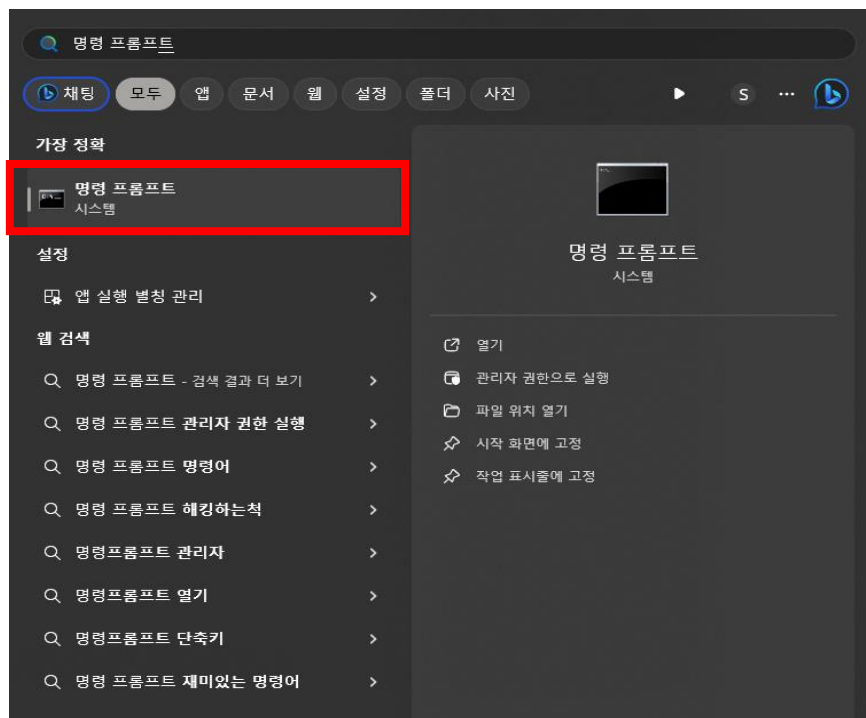 명령 프롬프트
채팅 모두 앱 문서 웹 설정 폴더 사진 S ...
가장 정확
명령 프롬프트
시스템
설정
앱 실행 별칭 관리
웹 검색
명령 프롬프트 - 검색 결과 더 보기
명령 프롬프트 관리자 권한 실행
명령 프롬프트 명령어
명령 프롬프트 해킹하는척
명령프롬프트 관리자
명령프롬프트 열기
명령프롬프트 단축키
명령 프롬프트 재미있는 명령어
명령 프롬프트
시스템
열기
관리자 권한으로 실행
파일 위치 열기
시작 화면에 고정
작업 표시줄에 고정